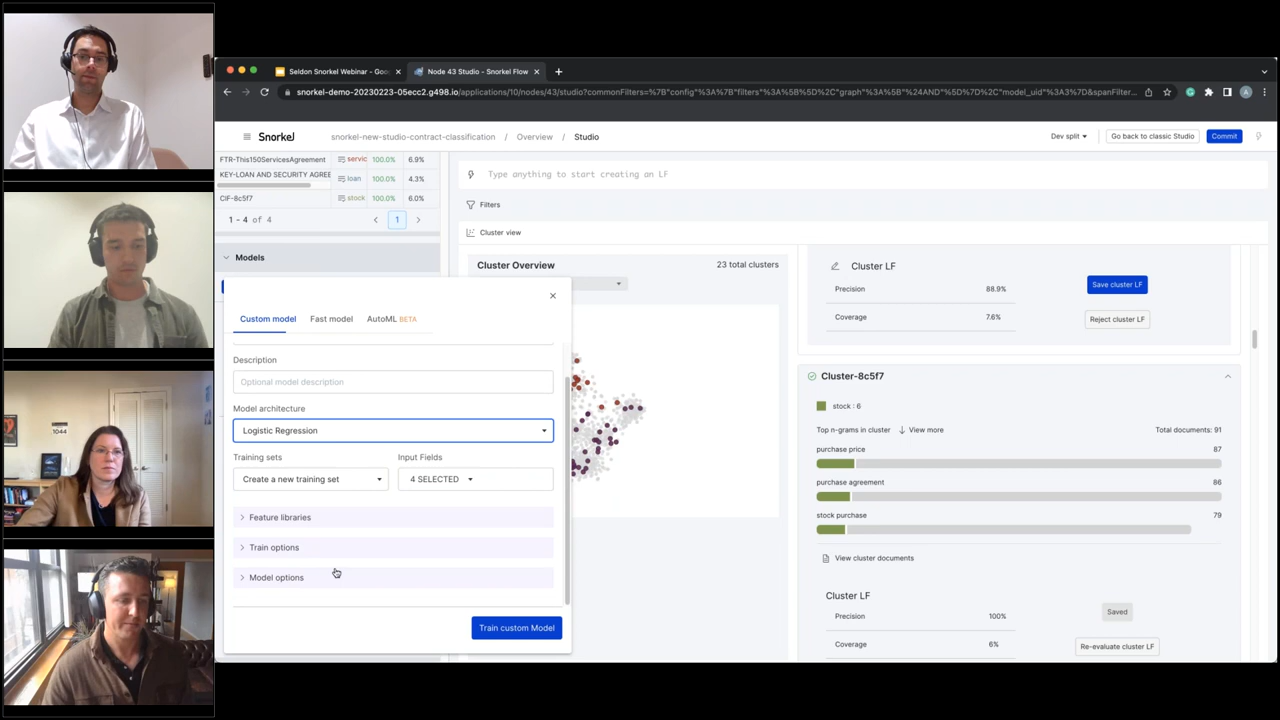 Seldon Snorkel Webinar - Goo
Node 43 Studio - Snorkel Flow
snorkel-demo-20230223-05ecc2.g498.io/applications/10/nodes/43/studio?commonFilters=%7B"config"%3A%7B"filters"%3A%5B%5D%2C"graph"%3A%5B"%24AND"%5D%7D%2C"model_uid"%3A3%7D&spanFilter...
Snorkel
snorkel-new-studio-contract-classification / Overview / Studio
Dev split
Go back to classic Studio
Commit
FTR-This150ServicesAgreement servic 100.0% 6.9%
KEY-LOAN AND SECURITY AGREE loan 100.0% 4.3%
CIF-8c5f7 stock 100.0% 6.0%
1 - 4 of 4 1
Models
Type anything to start creating an LF
Filters
Cluster view
Cluster Overview 23 total clusters
Custom model Fast model AutoML BETA
Description
Optional model description
Model architecture
Logistic Regression
Training sets Input Fields
Create a new training set 4 SELECTED
Feature libraries
Train options
Model options
Train custom Model
Cluster LF
Precision 88.9%
Coverage 7.6%
Save cluster LF
Reject cluster LF
Cluster-8c5f7
stock : 6
Top n-grams in cluster View more Total documents: 91
purchase price 87
purchase agreement 86
stock purchase 79
View cluster documents
Cluster LF
Precision 100%
Coverage 6%
Saved
Re-evaluate cluster LF
1044